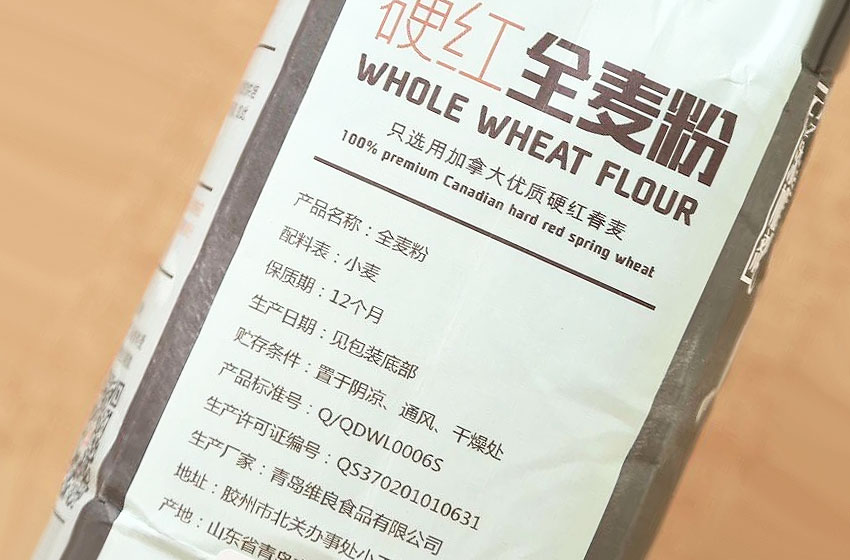 硬红全麦粉
WHOLE WHEAT FLOUR
只选用加拿大优质硬红春麦
100% premium Canadian hard red spring wheat
产品名称：全麦粉
配料表：小麦
保质期：12个月
生产日期：见包装底部
贮存条件：置于阴凉、通风、干燥处
产品标准号：Q/QDWL0006S
生产许可证编号：QS370201010631
生产厂家：青岛维良食品有限公司
地址：胶州市北关办事处小
产地：山东省青岛